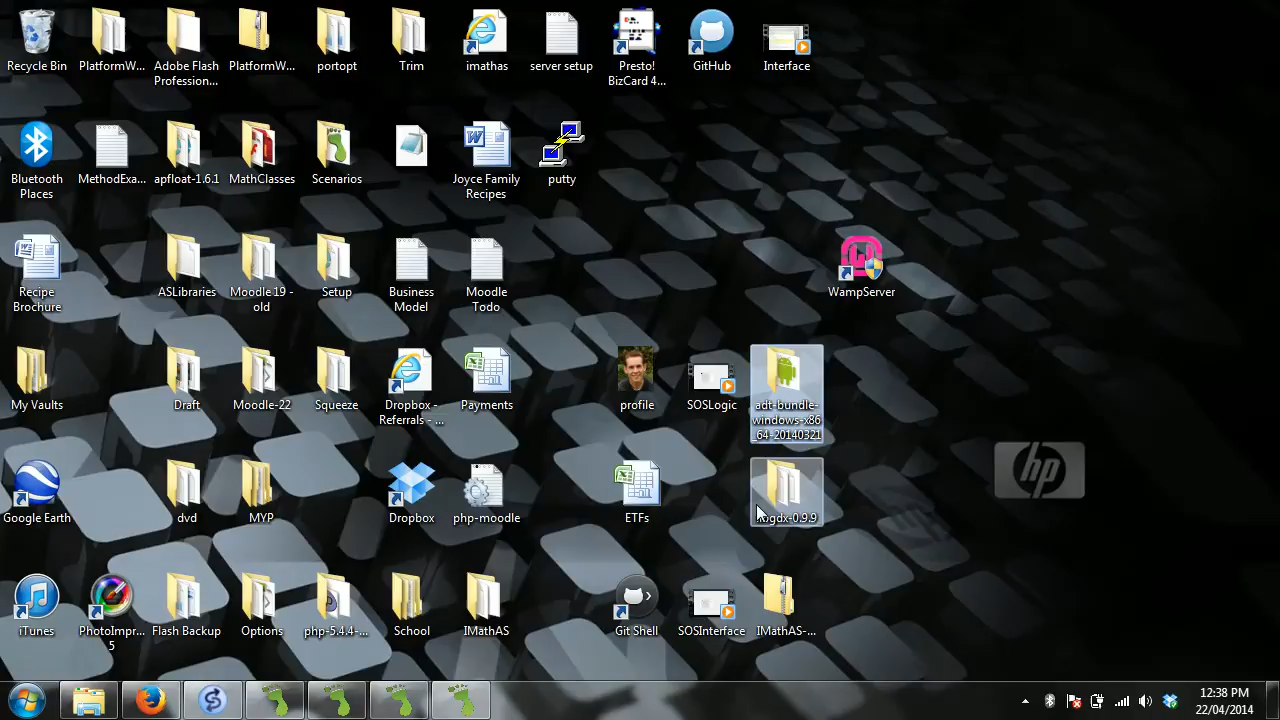 Recycle Bin
PlatformW...
Adobe Flash
Profession...
PlatformW...
portopt
Trim
imathas
server setup
Presto!
BizCard 4...
GitHub
Interface
Bluetooth
Places
MethodExa...
apfloat-1.6.1
MathClasses
Scenarios
Joyce Family
Recipes
putty
Recipe
Brochure
ASLibraries
Moodle19 -
old
Setup
Business
Model
Moodle
Todo
WampServer
My Vaults
Draft
Moodle-22
Squeeze
Dropbox -
Referrals - ...
Payments
profile
SOSLogic
adt-bundle-
windows-x86
_64-20140321
Google Earth
dvd
MYP
Dropbox
php-moodle
ETFs
libgdx-0.9.9
hp
iTunes
PhotoImpr...
5
Flash Backup
Options
php-5.4.4-...
School
IMathAS
Git Shell
SOSInterface
IMathAS-...
12:38 PM
22/04/2014